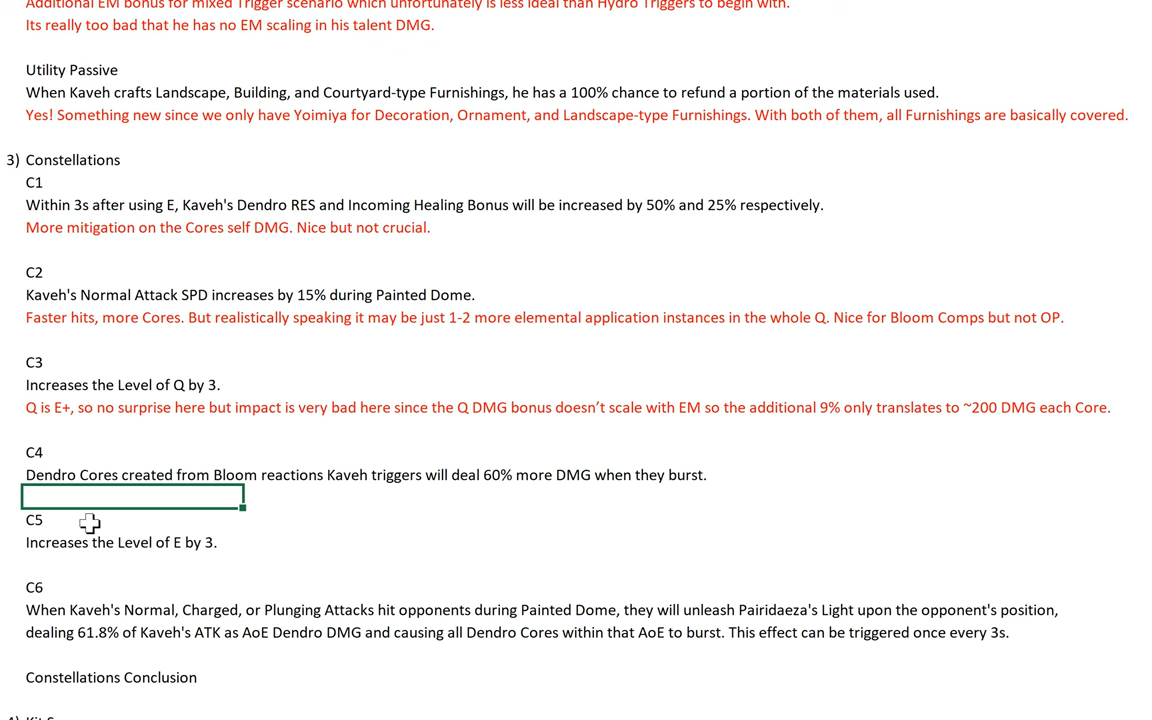 Additional EM bonus for mixed Trigger scenario which unfortunately is less ideal than Hydro Triggers to begin with.
Its really too bad that he has no EM scaling in his talent DMG.
Utility Passive
When Kaveh crafts Landscape, Building, and Courtyard-type Furnishings, he has a 100% chance to refund a portion of the materials used.
Yes! Something new since we only have Yoimiya for Decoration, Ornament, and Landscape-type Furnishings. With both of them, all Furnishings are basically covered.
3) Constellations
C1
Within 3s after using E, Kaveh's Dendro RES and Incoming Healing Bonus will be increased by 50% and 25% respectively.
More mitigation on the Cores self DMG. Nice but not crucial.
C2
Kaveh's Normal Attack SPD increases by 15% during Painted Dome.
Faster hits, more Cores. But realistically speaking it may be just 1-2 more elemental application instances in the whole Q. Nice for Bloom Comps but not OP.
C3
Increases the Level of Q by 3.
Q is E+, so no surprise here but impact is very bad here since the Q DMG bonus doesn’t scale with EM so the additional 9% only translates to ~200 DMG each Core.
C4
Dendro Cores created from Bloom reactions Kaveh triggers will deal 60% more DMG when they burst.
C5
Increases the Level of E by 3.
C6
When Kaveh's Normal, Charged, or Plunging Attacks hit opponents during Painted Dome, they will unleash Pairidaeza's Light upon the opponent's position,
dealing 61.8% of Kaveh's ATK as AoE Dendro DMG and causing all Dendro Cores within that AoE to burst. This effect can be triggered once every 3s.
Constellations Conclusion